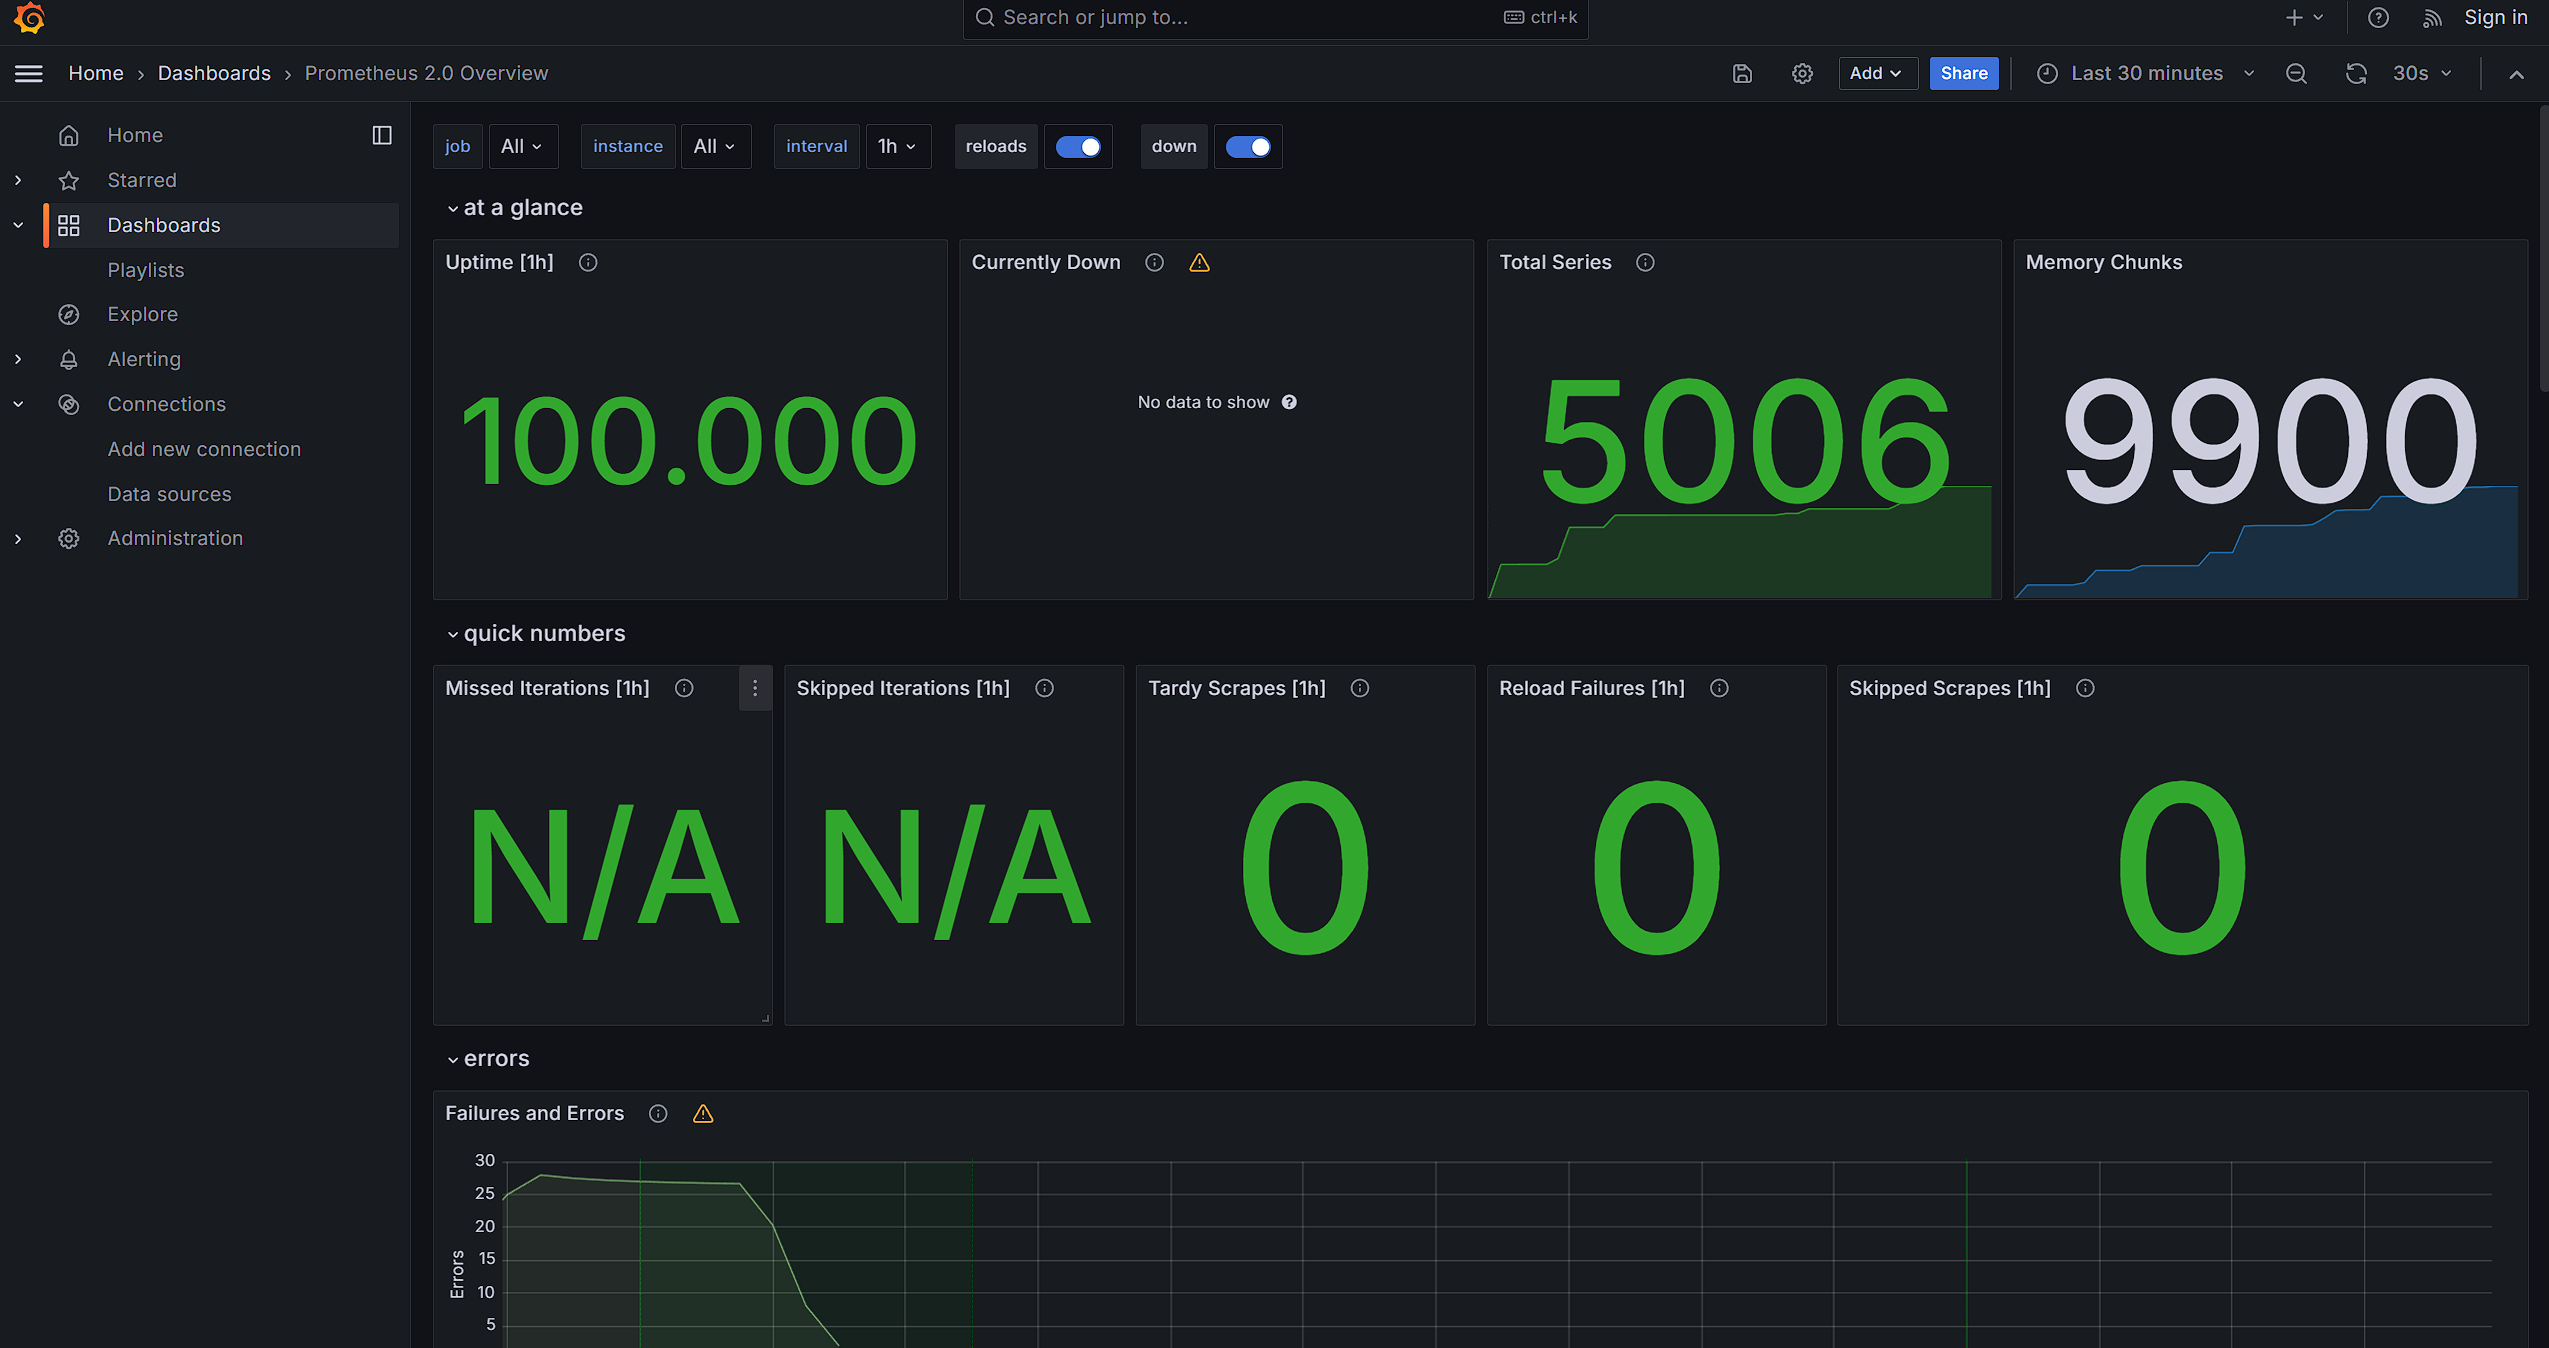 Search or jump to... ctrl+k Sign in
Home › Dashboards › Prometheus 2.0 Overview Add Share Last 30 minutes 30s
Home
Starred
Dashboards
Playlists
Explore
Alerting
Connections
Add new connection
Data sources
Administration
job All instance All interval 1h reloads down
at a glance
Uptime [1h]
100.000
Currently Down
No data to show
Total Series
5006
Memory Chunks
9900
quick numbers
Missed Iterations [1h]
N/A
Skipped Iterations [1h]
N/A
Tardy Scrapes [1h]
0
Reload Failures [1h]
0
Skipped Scrapes [1h]
0
errors
Failures and Errors
Errors
30
25
20
15
10
5